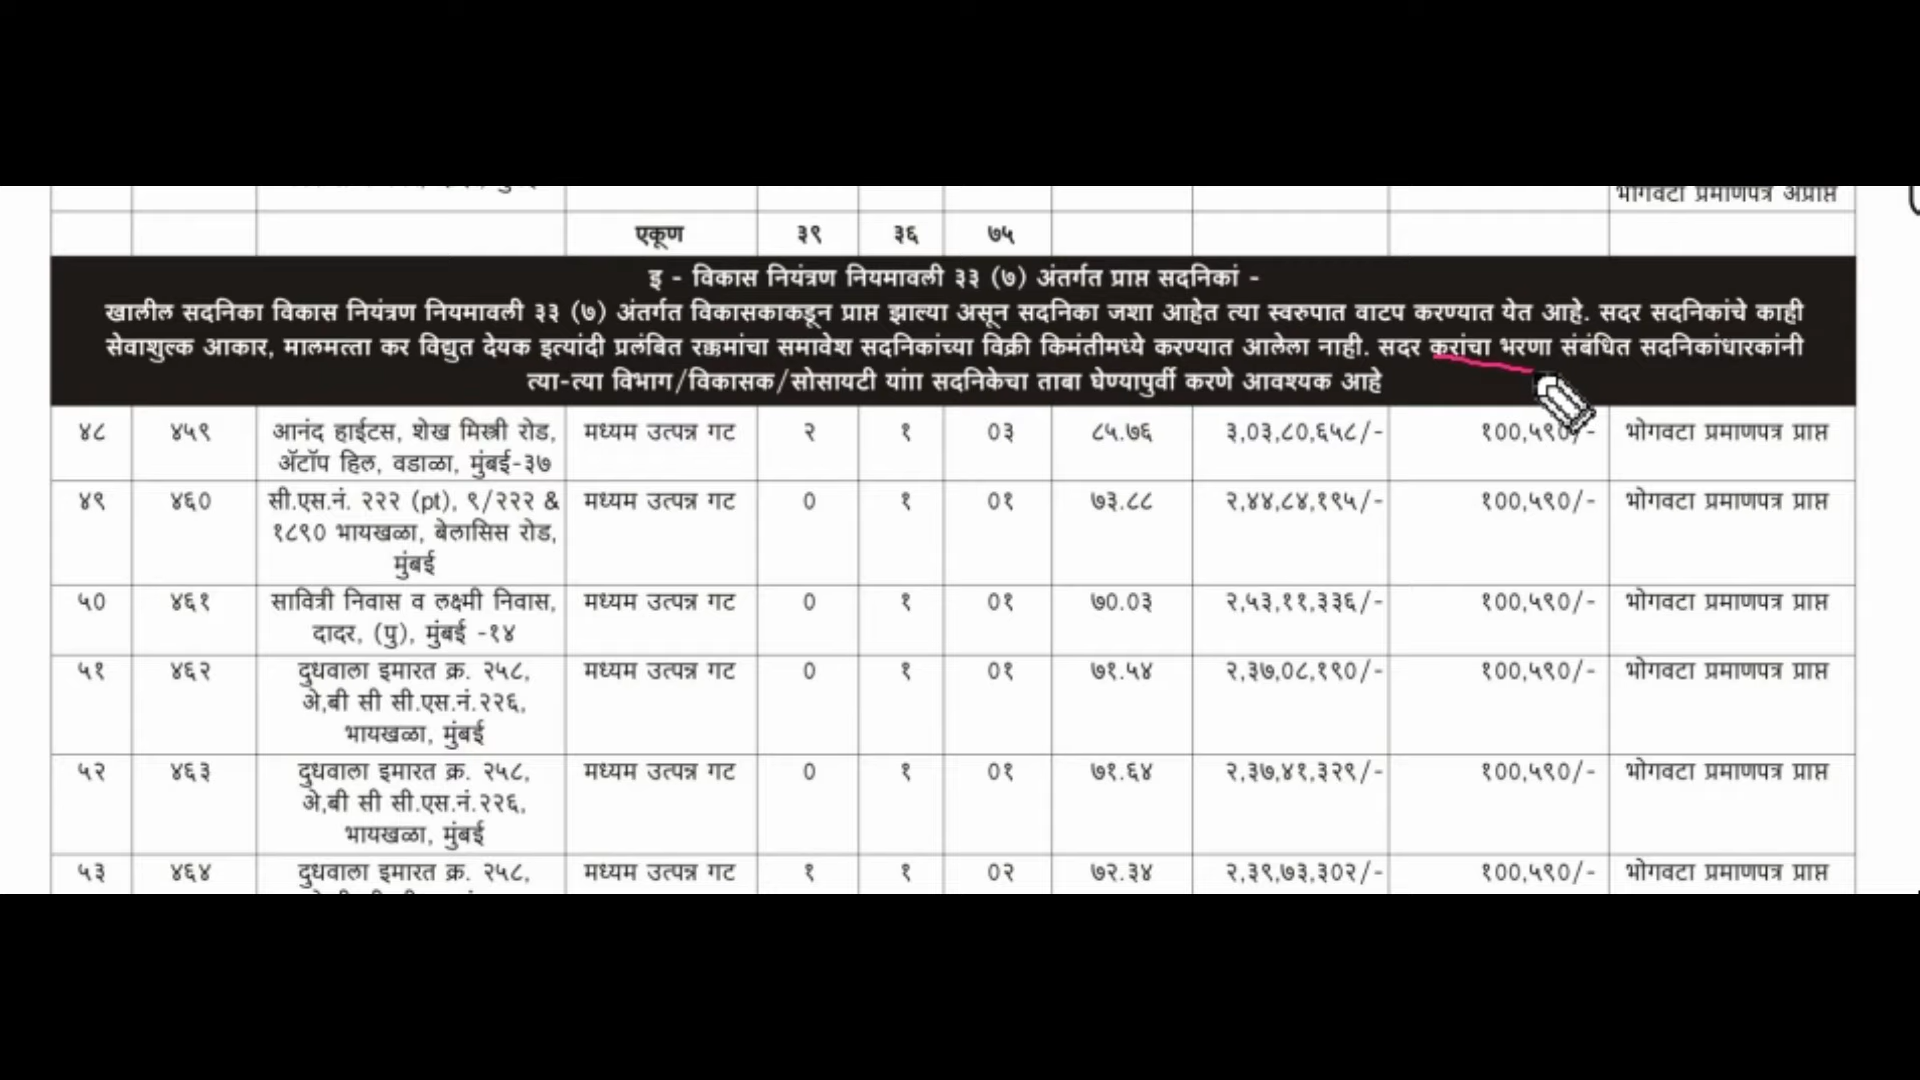 भोगवटा प्रमाणपत्र अप्राप्त
एकूण ३९ ३६ ७५
इ - विकास नियंत्रण नियमावली ३३ (७) अंतर्गत प्राप्त सदनिकां -
खालील सदनिका विकास नियंत्रण नियमावली ३३ (७) अंतर्गत विकासकाकडून प्राप्त झाल्या असून सदनिका जशा आहेत त्या स्वरुपात वाटप करण्यात येत आहे. सदर सदनिकांचे काही
सेवाशुल्क आकार, मालमत्ता कर विद्युत देयक इत्यांदी प्रलंबित रक्कमांचा समावेश सदनिकांच्या विक्री किमंतीमध्ये करण्यात आलेला नाही. सदर करांचा भरणा संबंधित सदनिकांधारकांनी
त्या-त्या विभाग/विकासक/सोसायटी यांाा सदनिकेचा ताबा घेण्यापुर्वी करणे आवश्यक आहे
४८ ४५९ आनंद हाईटस, शेख मिस्त्री रोड, मध्यम उत्पन्न गट २ १ ०३ ८५.७६ ३,०३,८०,६५८/- १००,५९०/- भोगवटा प्रमाणपत्र प्राप्त
ॲटॉप हिल, वडाळा, मुंबई-३७
४९ ४६० सी.एस.नं. २२२ (pt), ९/२२२ & मध्यम उत्पन्न गट ० १ ०१ ७३.८८ २,४४,८४,१९५/- १००,५९०/- भोगवटा प्रमाणपत्र प्राप्त
१८९० भायखळा, बेलासिस रोड,
मुंबई
५० ४६१ सावित्री निवास व लक्ष्मी निवास, मध्यम उत्पन्न गट ० १ ०१ ७०.०३ २,५३,११,३३६/- १००,५९०/- भोगवटा प्रमाणपत्र प्राप्त
दादर, (पु), मुंबई -१४
५१ ४६२ दुधवाला इमारत क्र. २५८, मध्यम उत्पन्न गट ० १ ०१ ७१.५४ २,३७,०८,१९०/- १००,५९०/- भोगवटा प्रमाणपत्र प्राप्त
अे,बी सी सी.एस.नं.२२६,
भायखळा, मुंबई
५२ ४६३ दुधवाला इमारत क्र. २५८, मध्यम उत्पन्न गट ० १ ०१ ७१.६४ २,३७,४१,३२९/- १००,५९०/- भोगवटा प्रमाणपत्र प्राप्त
अे,बी सी सी.एस.नं.२२६,
भायखळा, मुंबई
५३ ४६४ दुधवाला इमारत क्र. २५८, मध्यम उत्पन्न गट १ १ ०२ ७२.३४ २,३९,७३,३०२/- १००,५९०/- भोगवटा प्रमाणपत्र प्राप्त